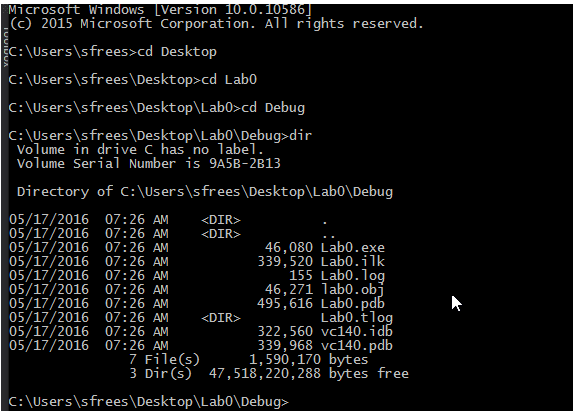 Microsoft Windows [Version 10.0.10586]
(c) 2015 Microsoft Corporation. All rights reserved.
C:\Users\sfrees>cd Desktop
C:\Users\sfrees\Desktop>cd Lab0
C:\Users\sfrees\Desktop\Lab0>cd Debug
C:\Users\sfrees\Desktop\Lab0\Debug>dir
 Volume in drive C has no label.
 Volume Serial Number is 9A5B-2B13
 Directory of C:\Users\sfrees\Desktop\Lab0\Debug
05/17/2016  07:26 AM    <DIR>          .
05/17/2016  07:26 AM    <DIR>          ..
05/17/2016  07:26 AM            46,080 Lab0.exe
05/17/2016  07:26 AM           339,520 Lab0.ilk
05/17/2016  07:26 AM               155 Lab0.log
05/17/2016  07:26 AM            46,271 lab0.obj
05/17/2016  07:26 AM           495,616 Lab0.pdb
05/17/2016  07:26 AM    <DIR>          Lab0.tlog
05/17/2016  07:26 AM           322,560 vc140.idb
05/17/2016  07:26 AM           339,968 vc140.pdb
               7 File(s)      1,590,170 bytes
               3 Dir(s)  47,518,220,288 bytes free
C:\Users\sfrees\Desktop\Lab0\Debug>